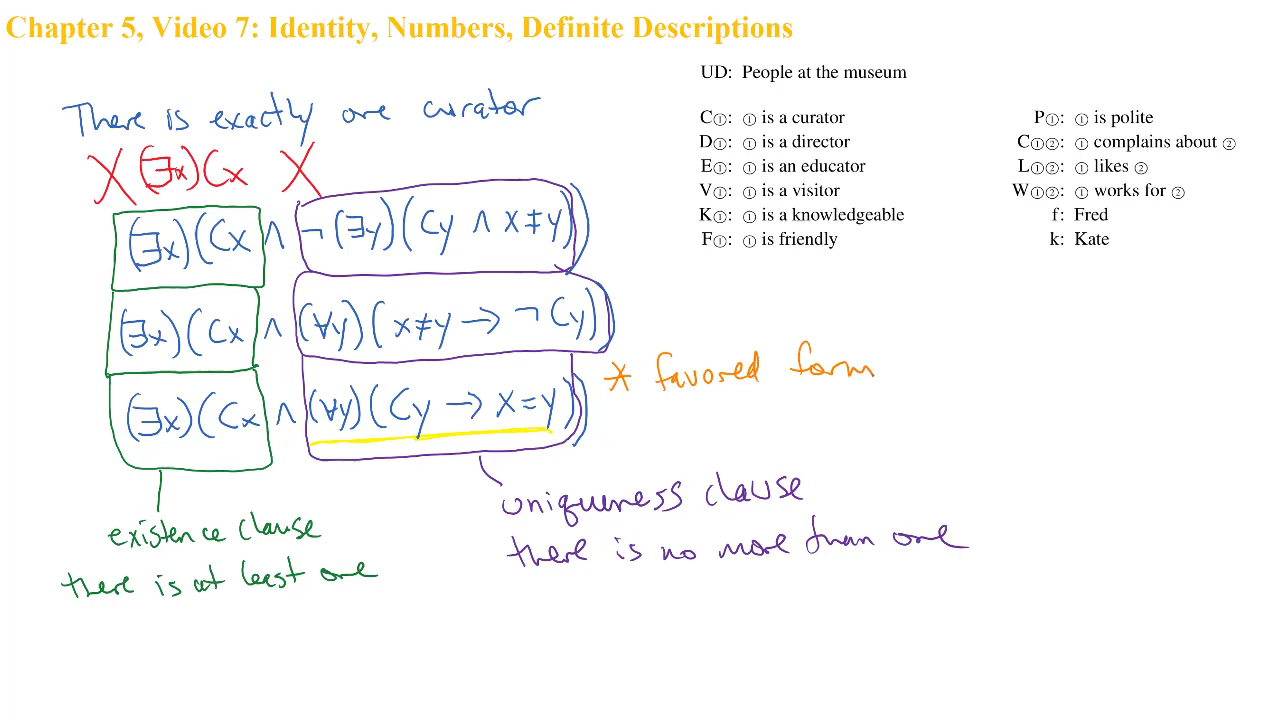 Chapter 5, Video 7: Identity, Numbers, Definite Descriptions
There is exactly one curator
X (∃x)Cx X
(∃x)(Cx ∧ ¬(∃y)(Cy ∧ x≠y))
(∃x)(Cx ∧ (∀y)(x≠y → ¬Cy))
(∃x)(Cx ∧ (∀y)(Cy → x=y))
* favored form
existence clause
there is at least one
uniqueness clause
there is no more than one
UD: People at the museum
C①: ① is a curator
D①: ① is a director
E①: ① is an educator
V①: ① is a visitor
K①: ① is a knowledgeable
F①: ① is friendly
P①: ① is polite
C①②: ① complains about ②
L①②: ① likes ②
W①②: ① works for ②
f: Fred
k: Kate